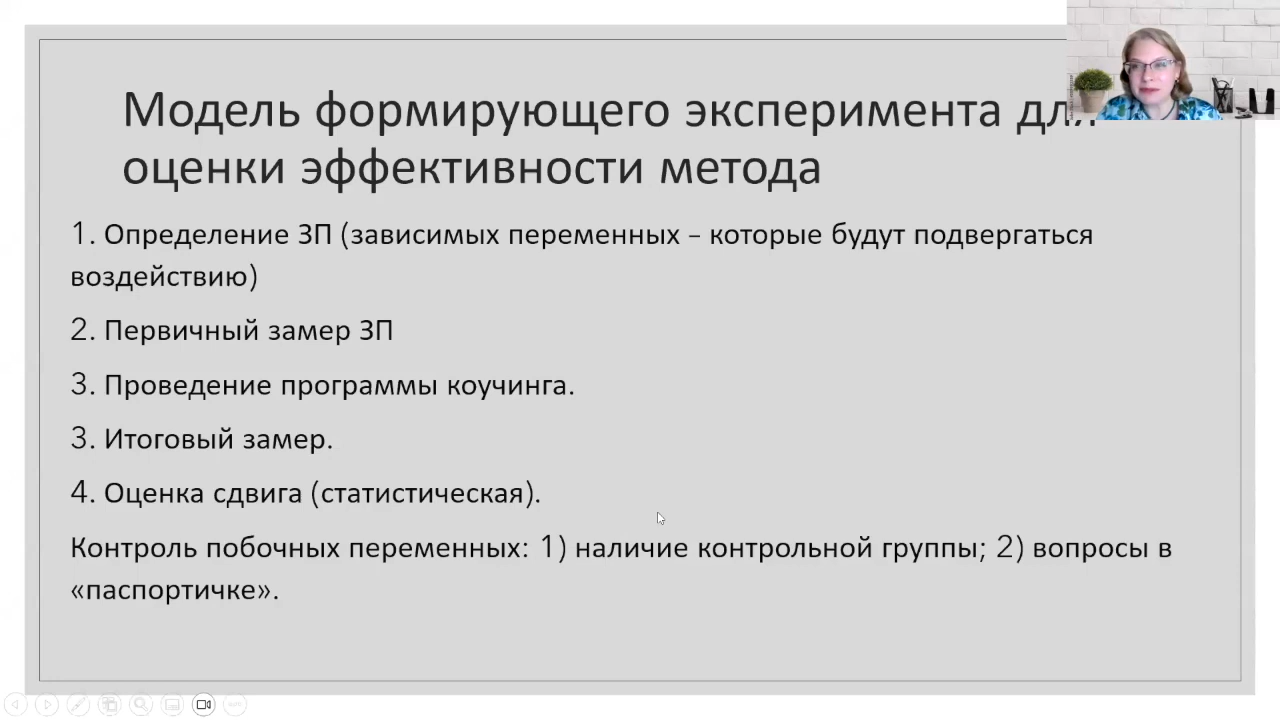 Модель формирующего эксперимента для
оценки эффективности метода
1. Определение ЗП (зависимых переменных – которые будут подвергаться
воздействию)
2. Первичный замер ЗП
3. Проведение программы коучинга.
3. Итоговый замер.
4. Оценка сдвига (статистическая).
Контроль побочных переменных: 1) наличие контрольной группы; 2) вопросы в
«паспортичке».